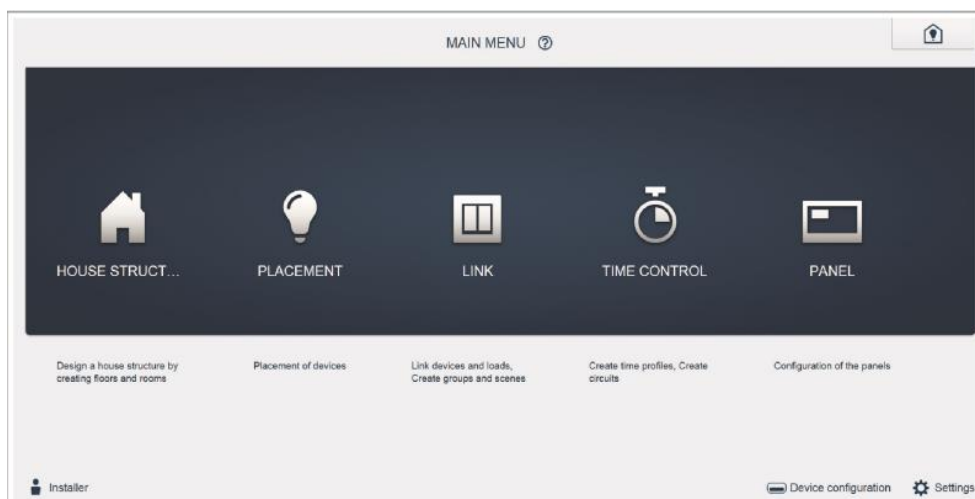 MAIN MENU
HOUSE STRUCT...
PLACEMENT
LINK
TIME CONTROL
PANEL
Design a house structure by
creating floors and rooms
Placement of devices
Link devices and loads,
Create groups and scenes
Create time profiles, Create
circuits
Configuration of the panels
Installer
Device configuration
Settings